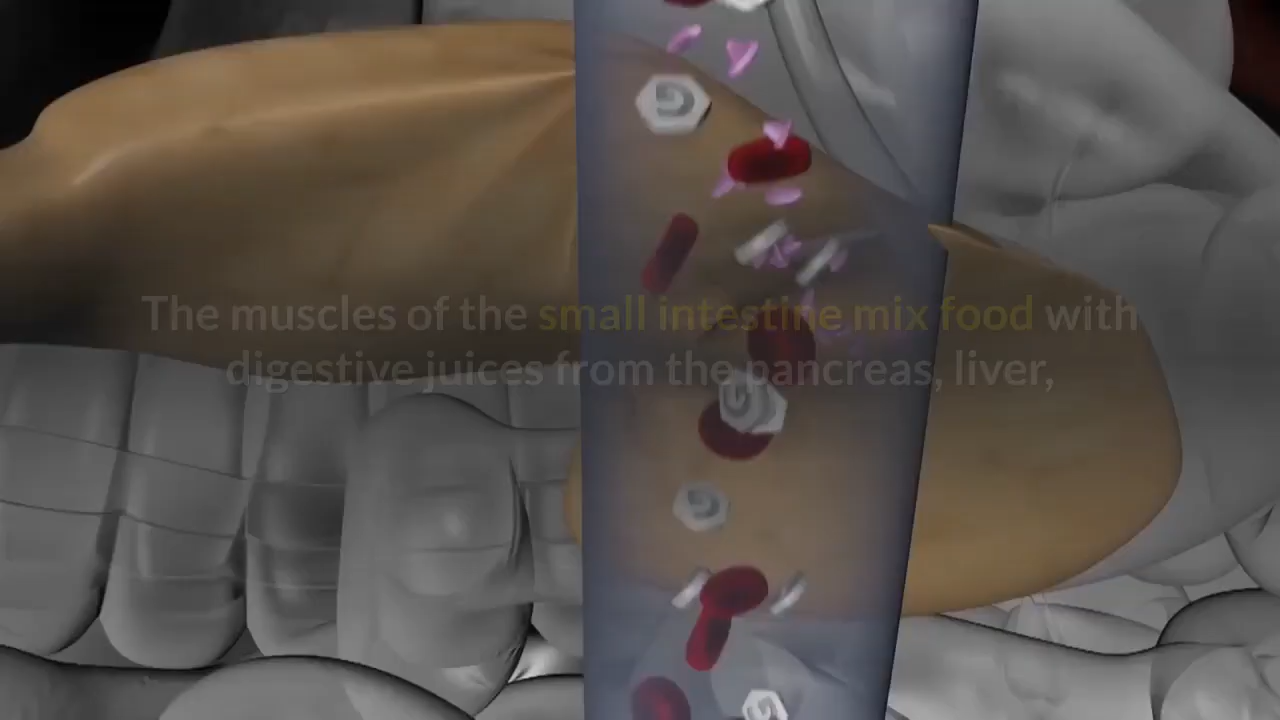 The muscles of the small intestine mix food with
digestive juices from the pancreas, liver,